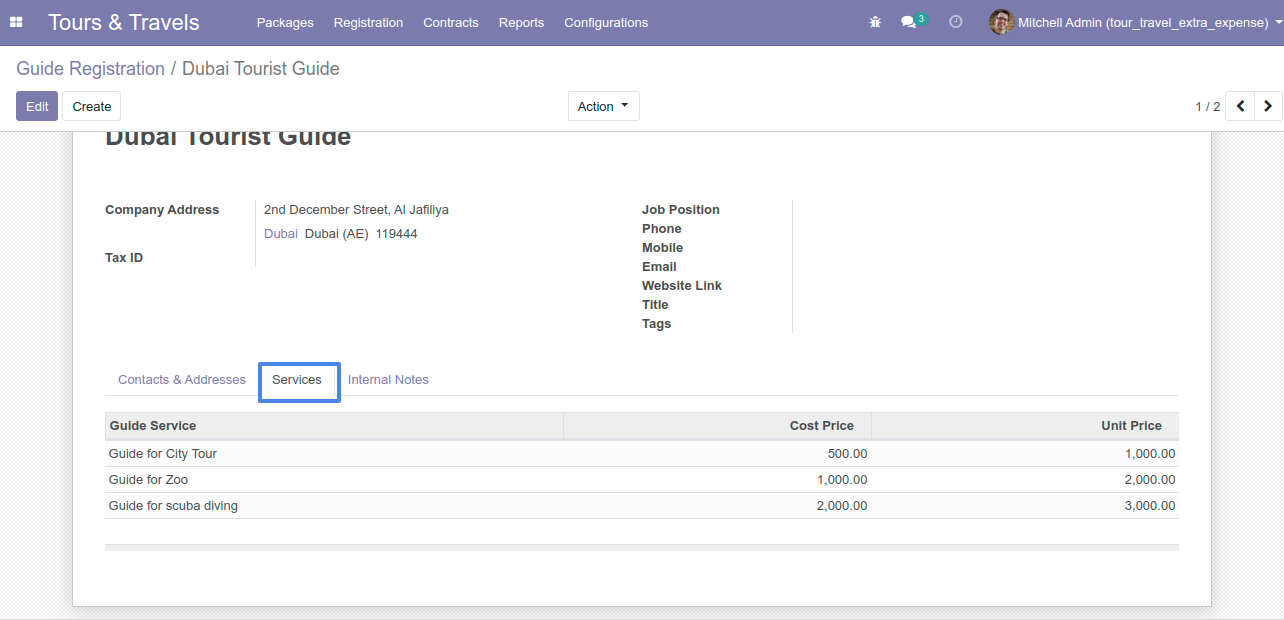 Tours & Travels Packages Registration Contracts Reports Configurations 3 Mitchell Admin (tour_travel_extra_expense)
Guide Registration / Dubai Tourist Guide
Edit Create Action 1 / 2
Dubai Tourist Guide
Company Address 2nd December Street, Al Jafiliya
Dubai Dubai (AE) 119444
Tax ID
Job Position
Phone
Mobile
Email
Website Link
Title
Tags
Contacts & Addresses Services Internal Notes
Guide Service Cost Price Unit Price
Guide for City Tour 500.00 1,000.00
Guide for Zoo 1,000.00 2,000.00
Guide for scuba diving 2,000.00 3,000.00